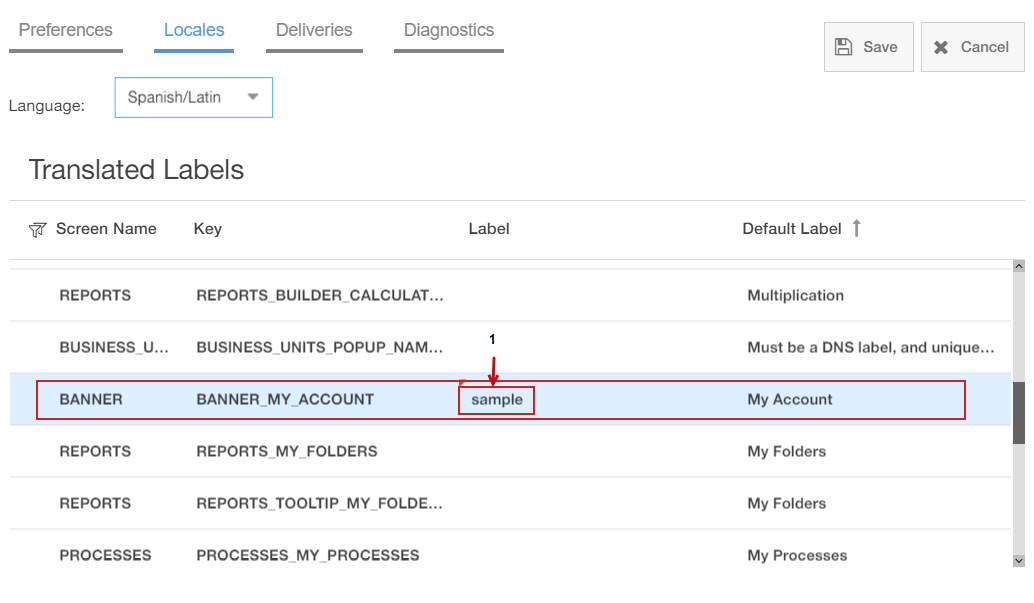 Preferences Locales Deliveries Diagnostics
Save Cancel
Language: Spanish/Latin
Translated Labels
Screen Name Key Label Default Label
REPORTS REPORTS_BUILDER_CALCULAT... Multiplication
BUSINESS_U... BUSINESS_UNITS_POPUP_NAM... Must be a DNS label, and unique...
1
BANNER BANNER_MY_ACCOUNT sample My Account
REPORTS REPORTS_MY_FOLDERS My Folders
REPORTS REPORTS_TOOLTIP_MY_FOLDE... My Folders
PROCESSES PROCESSES_MY_PROCESSES My Processes